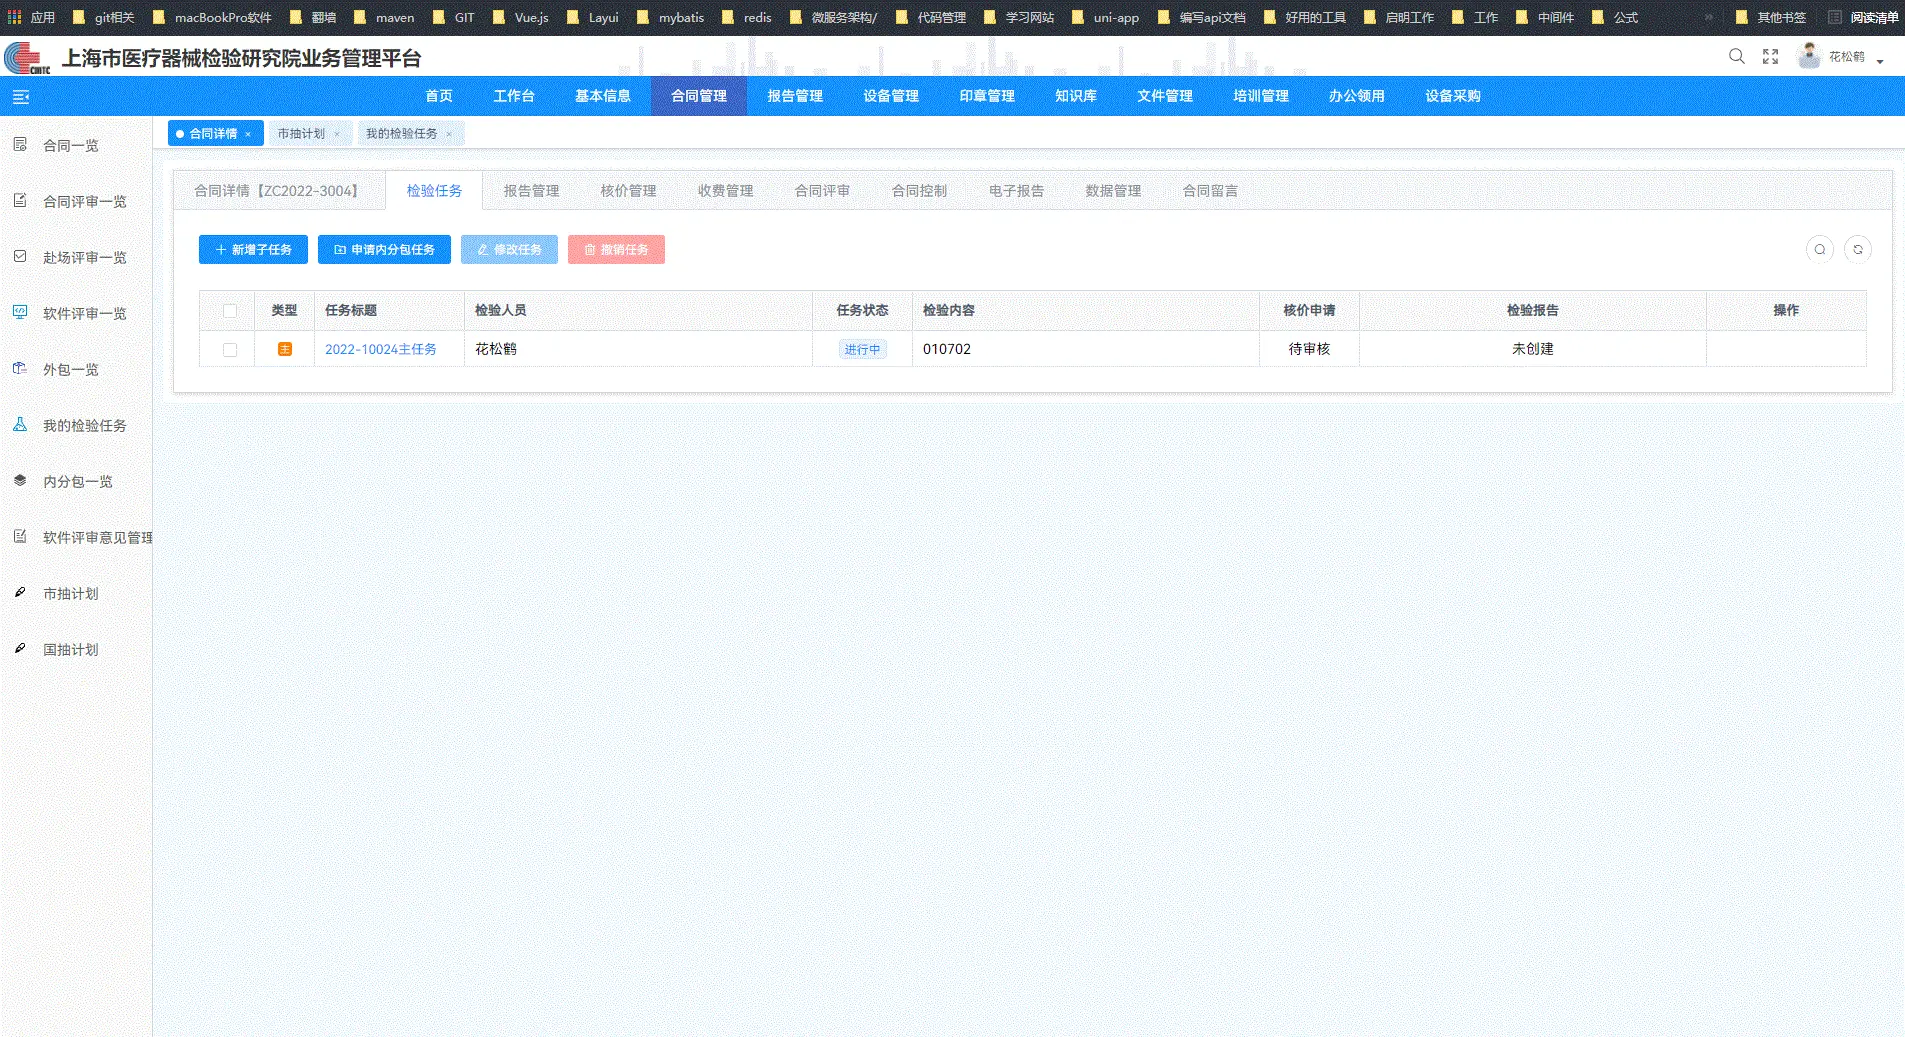 应用 git相关 macBookPro软件 翻墙 maven GIT Vue.js Layui mybatis redis 微服务架构/ 代码管理 学习网站 uni-app 编写api文档 好用的工具 启明工作 工作 中间件 公式 » 其他书签 阅读清单
CMTC 上海市医疗器械检验研究院业务管理平台 花松鹤
首页 工作台 基本信息 合同管理 报告管理 设备管理 印章管理 知识库 文件管理 培训管理 办公领用 设备采购
合同详情 × 市抽计划 × 我的检验任务 ×
合同一览
合同评审一览
赴场评审一览
软件评审一览
外包一览
我的检验任务
内分包一览
软件评审意见管理
市抽计划
国抽计划
合同详情【ZC2022-3004】 检验任务 报告管理 核价管理 收费管理 合同评审 合同控制 电子报告 数据管理 合同留言
新增子任务 申请内分包任务 修改任务 撤销任务
类型 任务标题 检验人员 任务状态 检验内容 核价申请 检验报告 操作
主 2022-10024主任务 花松鹤 进行中 010702 待审核 未创建